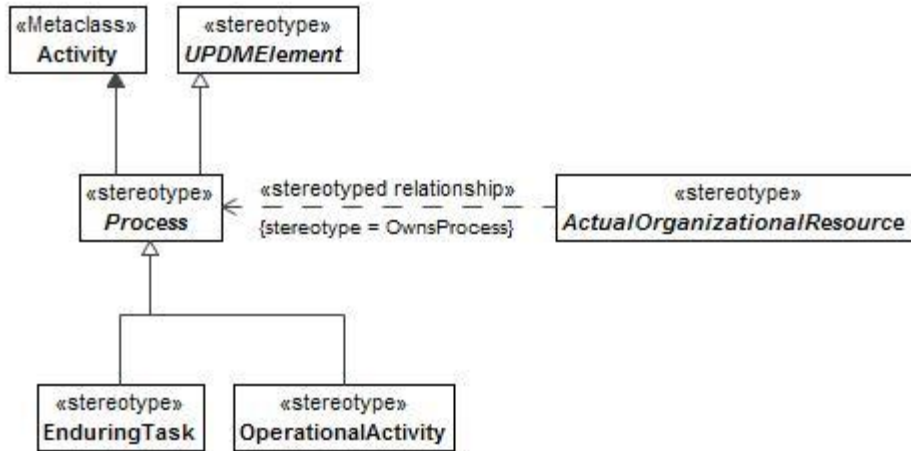 «Metaclass»
Activity
«stereotype»
UPDMElement
«stereotype»
Process
«stereotyped relationship»
{stereotype = OwnsProcess}
«stereotype»
ActualOrganizationalResource
«stereotype»
EnduringTask
«stereotype»
OperationalActivity